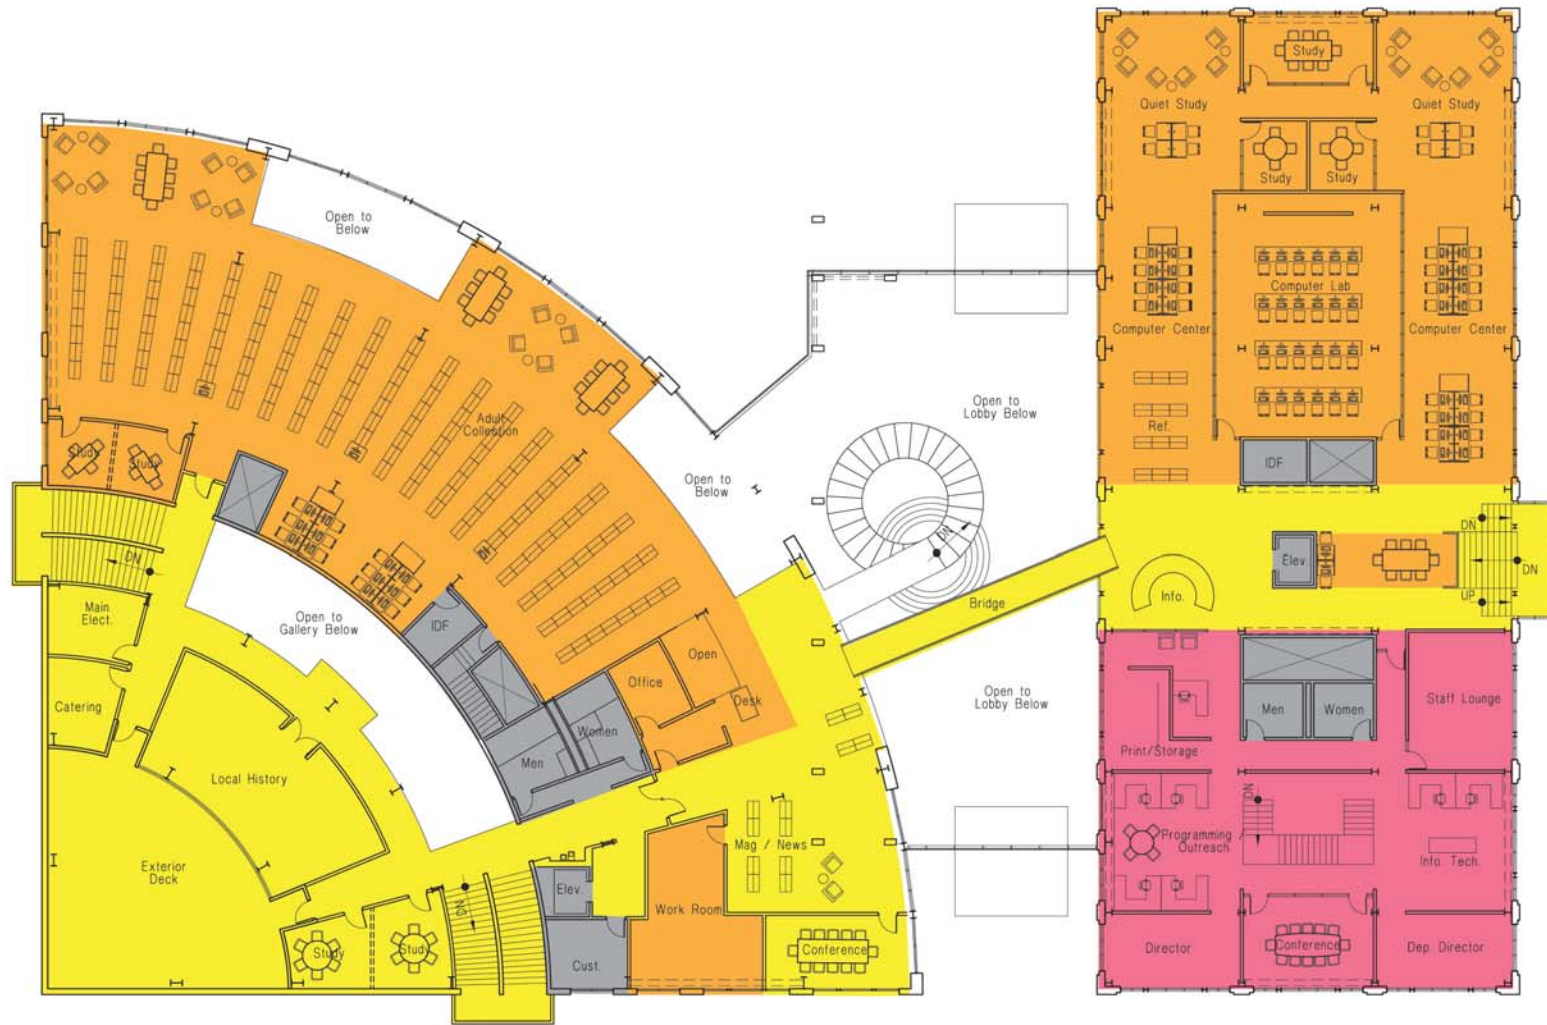 Study
Quiet Study
Quiet Study
Study
Study
Open to
Below
Computer Lab
Computer Center
Computer Center
Adult
Collection
Open to
Lobby Below
Ref.
Study
Study
IDF
Open to
Below
DN
DN
DN
Elev.
DN
UP
Info.
Bridge
Main
Elect.
Open to
Gallery Below
IDF
Open
Office
Desk
Women
Men
Catering
Open to
Lobby Below
Men
Women
Staff Lounge
Print/Storage
Local History
DN
Mag / News
Programming /
Outreach
Info. Tech.
Exterior
Deck
Elev.
DN
Work Room
Study
Study
Conference
Cust.
Director
Conference
Dep. Director